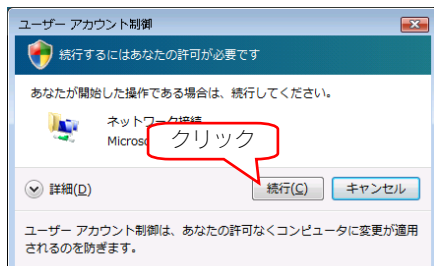 ユーザー アカウント制御
続行するにはあなたの許可が必要です
あなたが開始した操作である場合は、続行してください。
ネットワーク接続
クリック
詳細(D)
続行(C)
キャンセル
ユーザー アカウント制御は、あなたの許可なくコンピュータに変更が適用
されるのを防ぎます。